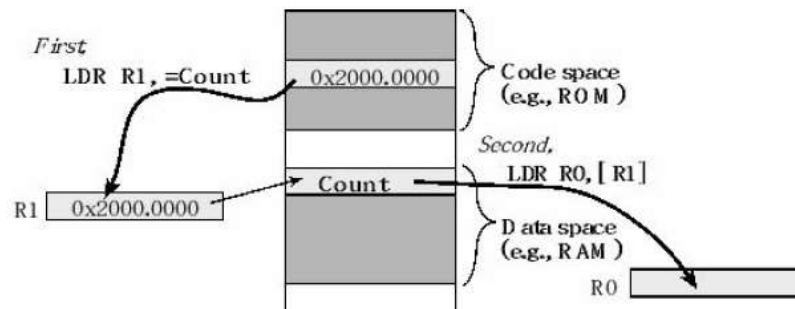 First,
LDR R1, =Count
0x2000.0000
Code space
(e.g., ROM)
Second,
LDR R0, [R1]
Count
R1 0x2000.0000
Data space
(e.g., RAM)
R0